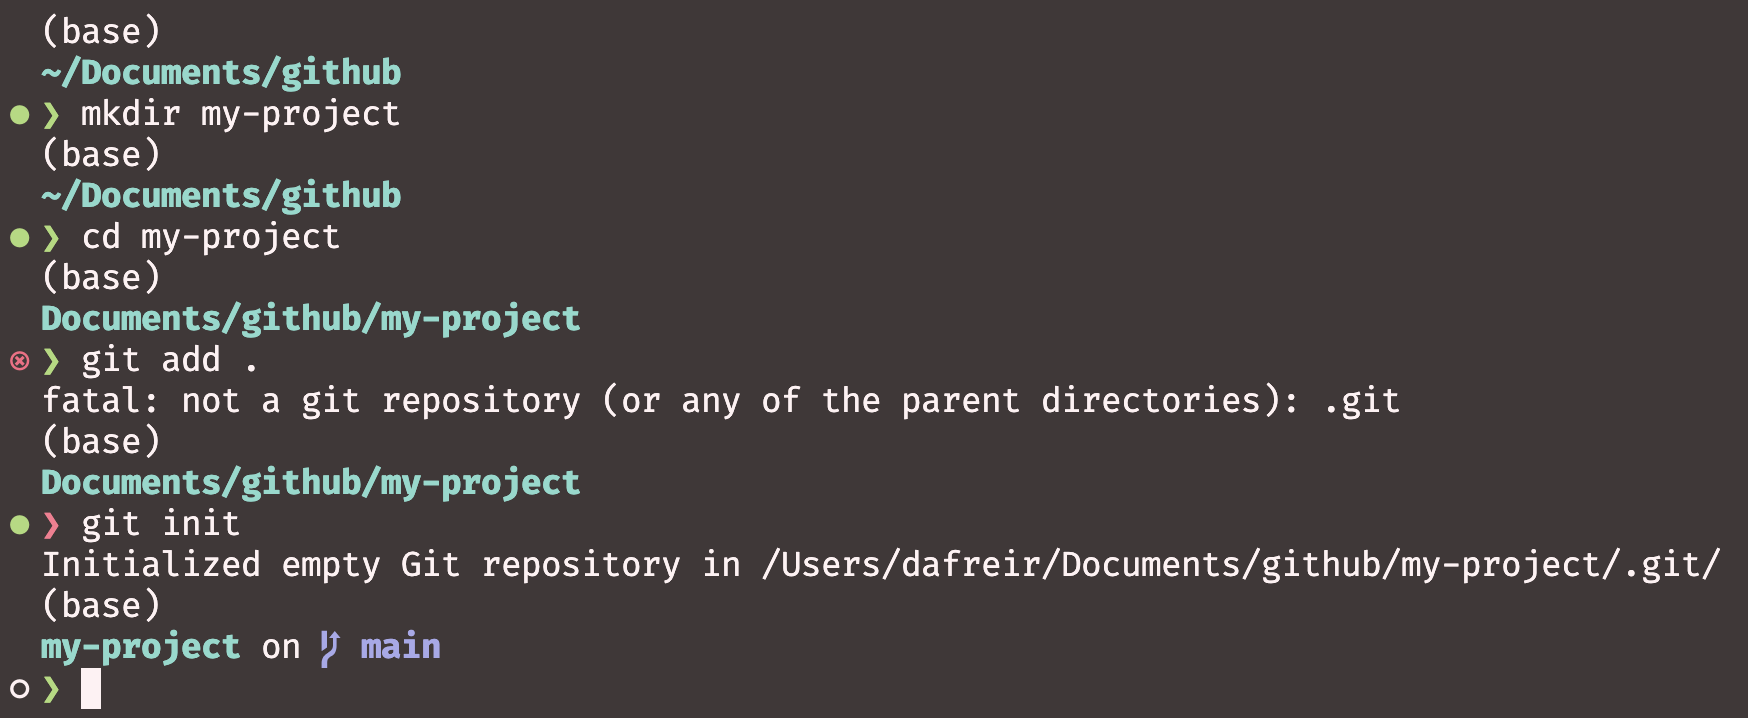 (base)
~/Documents/github
❯ mkdir my-project
(base)
~/Documents/github
❯ cd my-project
(base)
Documents/github/my-project
❯ git add .
fatal: not a git repository (or any of the parent directories): .git
(base)
Documents/github/my-project
❯ git init
Initialized empty Git repository in /Users/dafreir/Documents/github/my-project/.git/
(base)
my-project on main
❯